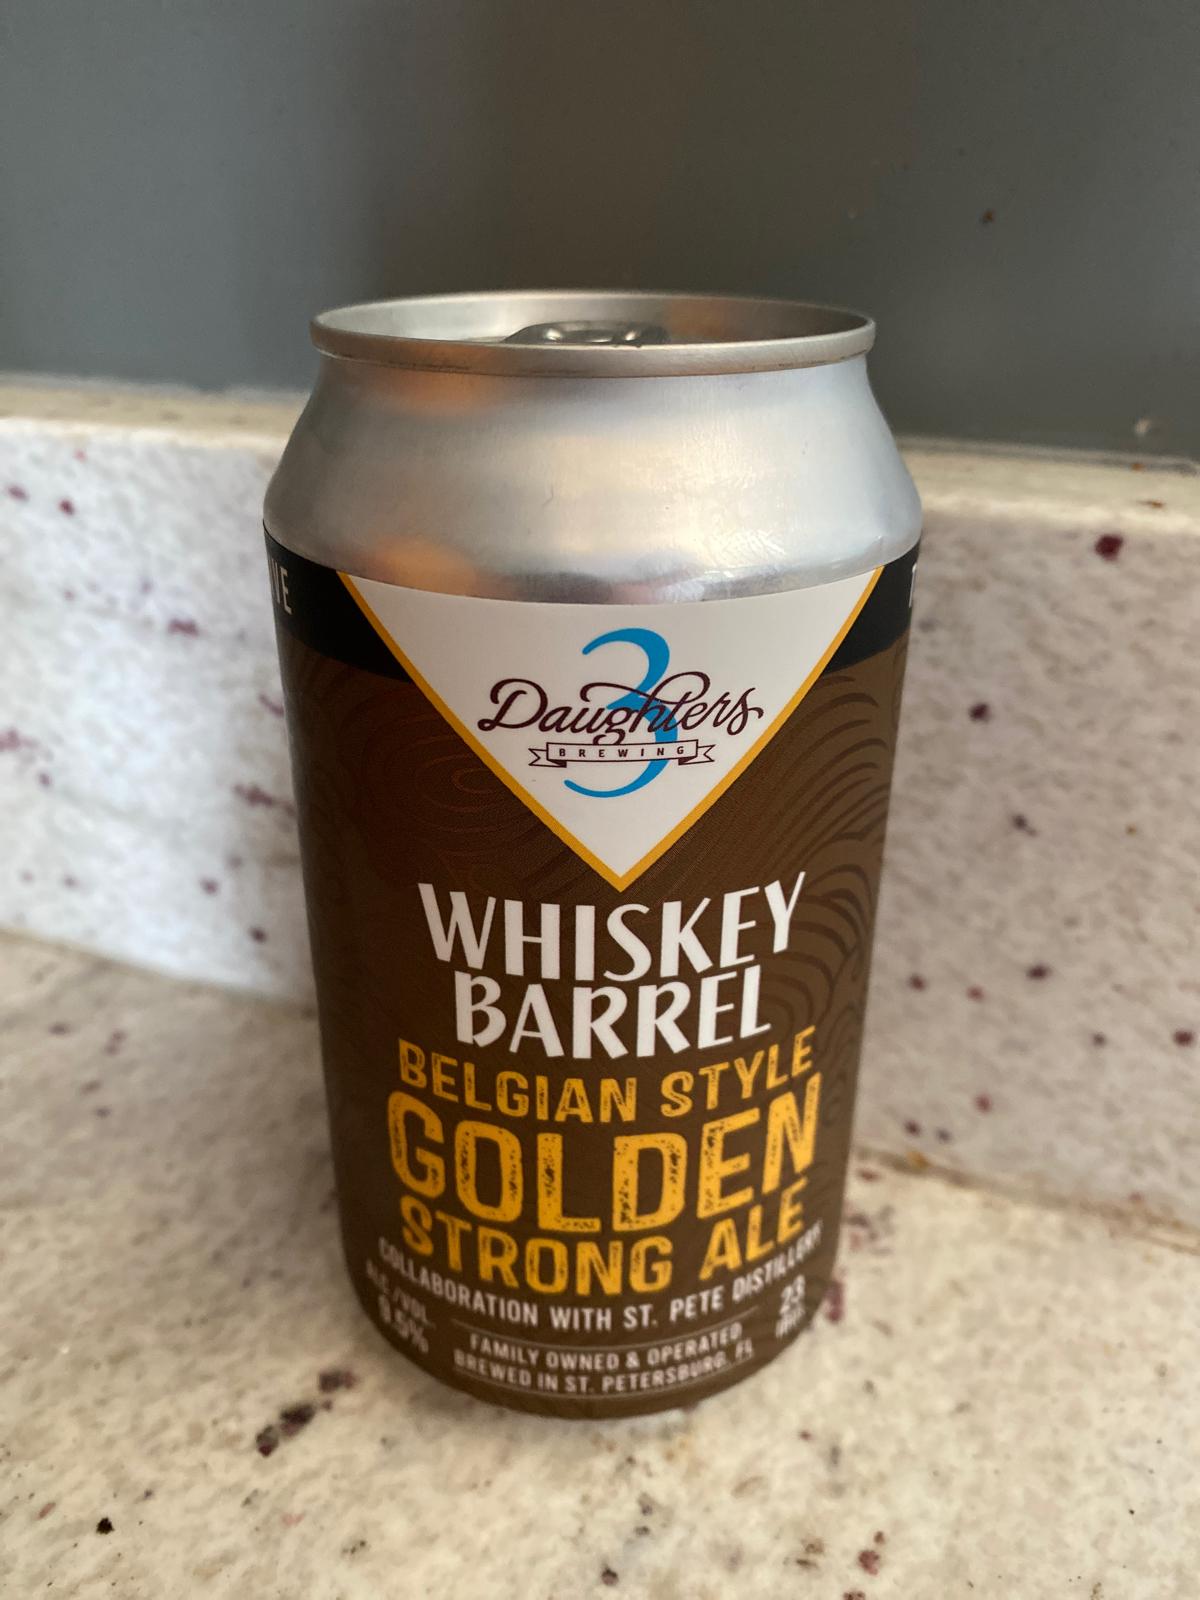 3
Daughters
BREWING
WHISKEY
BARREL
BELGIAN STYLE
GOLDEN
STRONG ALE
COLLABORATION WITH ST. PETE DISTILLERY
ALC./VOL.
9.5%
23
IBU
FAMILY OWNED & OPERATED
BREWED IN ST. PETERSBURG, FL